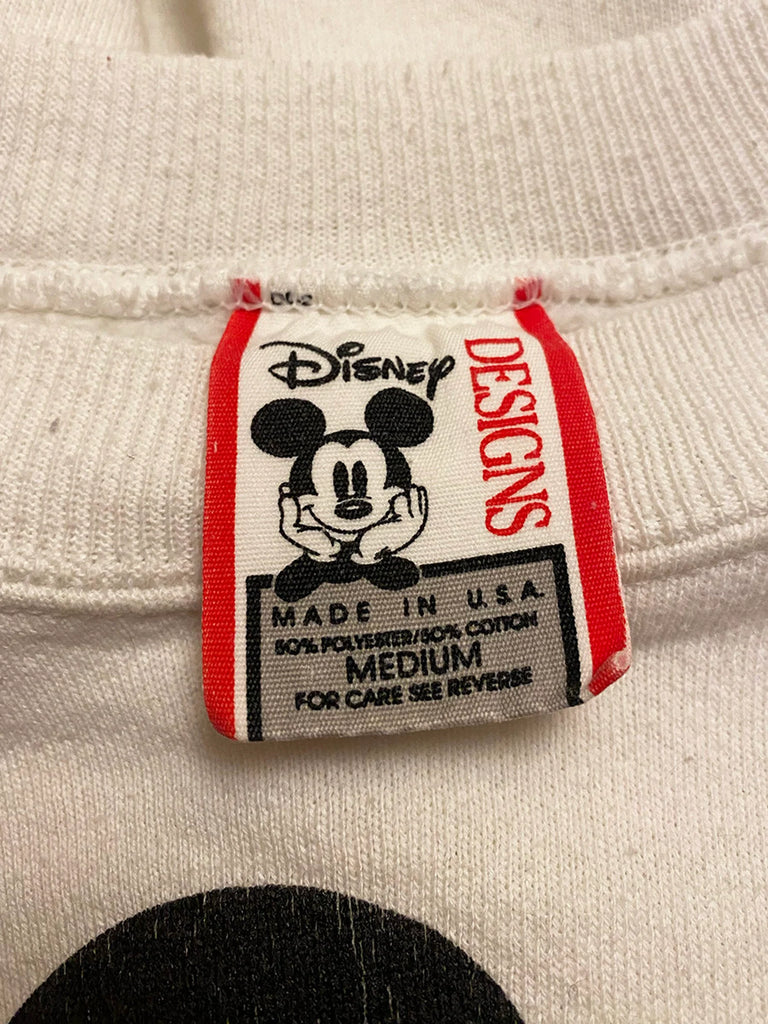 Disney
DESIGNS
MADE IN U.S.A.
50% POLYESTER/50% COTTON
MEDIUM
FOR CARE SEE REVERSE